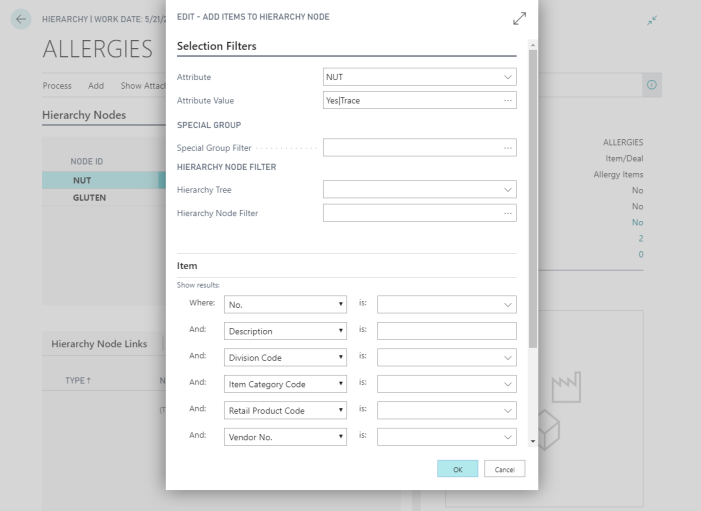 HIERARCHY | WORK DATE: 5/21/2
ALLERGIES
Process Add Show Attach
Hierarchy Nodes
NODE ID
NUT
GLUTEN
Hierarchy Node Links
TYPE ↑ N
(T
EDIT - ADD ITEMS TO HIERARCHY NODE
Selection Filters
Attribute NUT
Attribute Value Yes|Trace
SPECIAL GROUP
Special Group Filter
HIERARCHY NODE FILTER
Hierarchy Tree
Hierarchy Node Filter
Item
Show results:
Where: No. is:
And: Description is:
And: Division Code is:
And: Item Category Code is:
And: Retail Product Code is:
And: Vendor No. is:
OK Cancel
ALLERGIES
Item/Deal
Allergy Items
No
No
No
2
0